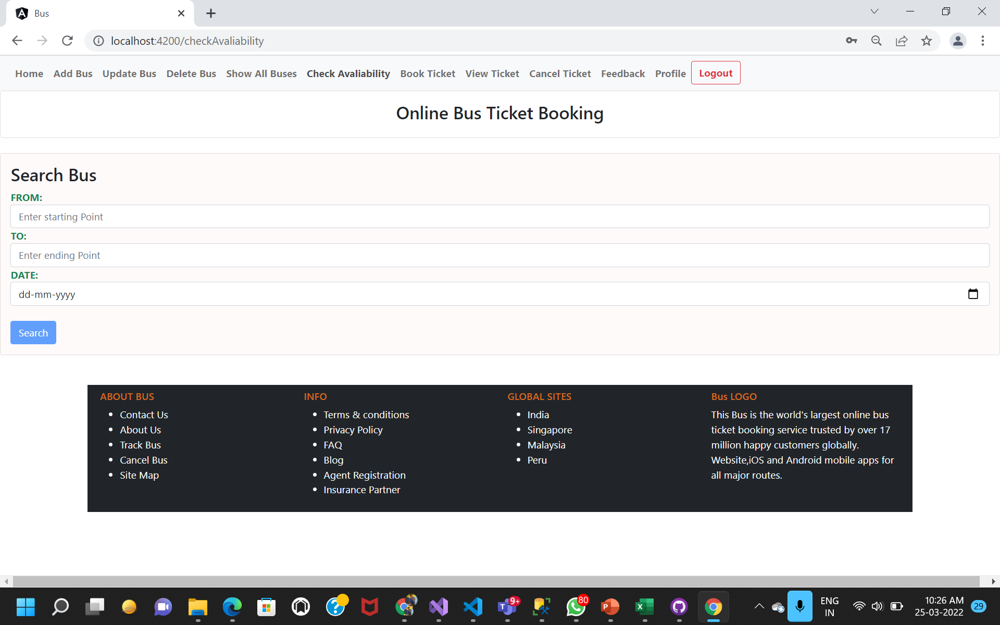 Bus
localhost:4200/checkAvaliability
Home Add Bus Update Bus Delete Bus Show All Buses Check Avaliability Book Ticket View Ticket Cancel Ticket Feedback Profile Logout
Online Bus Ticket Booking
Search Bus
FROM:
Enter starting Point
TO:
Enter ending Point
DATE:
dd-mm-yyyy
Search
ABOUT BUS
Contact Us
About Us
Track Bus
Cancel Bus
Site Map
INFO
Terms & conditions
Privacy Policy
FAQ
Blog
Agent Registration
Insurance Partner
GLOBAL SITES
India
Singapore
Malaysia
Peru
Bus LOGO
This Bus is the world's largest online bus
ticket booking service trusted by over 17
million happy customers globally.
Website,iOS and Android mobile apps for
all major routes.
9+
80
ENG
IN
10:26 AM
25-03-2022
29